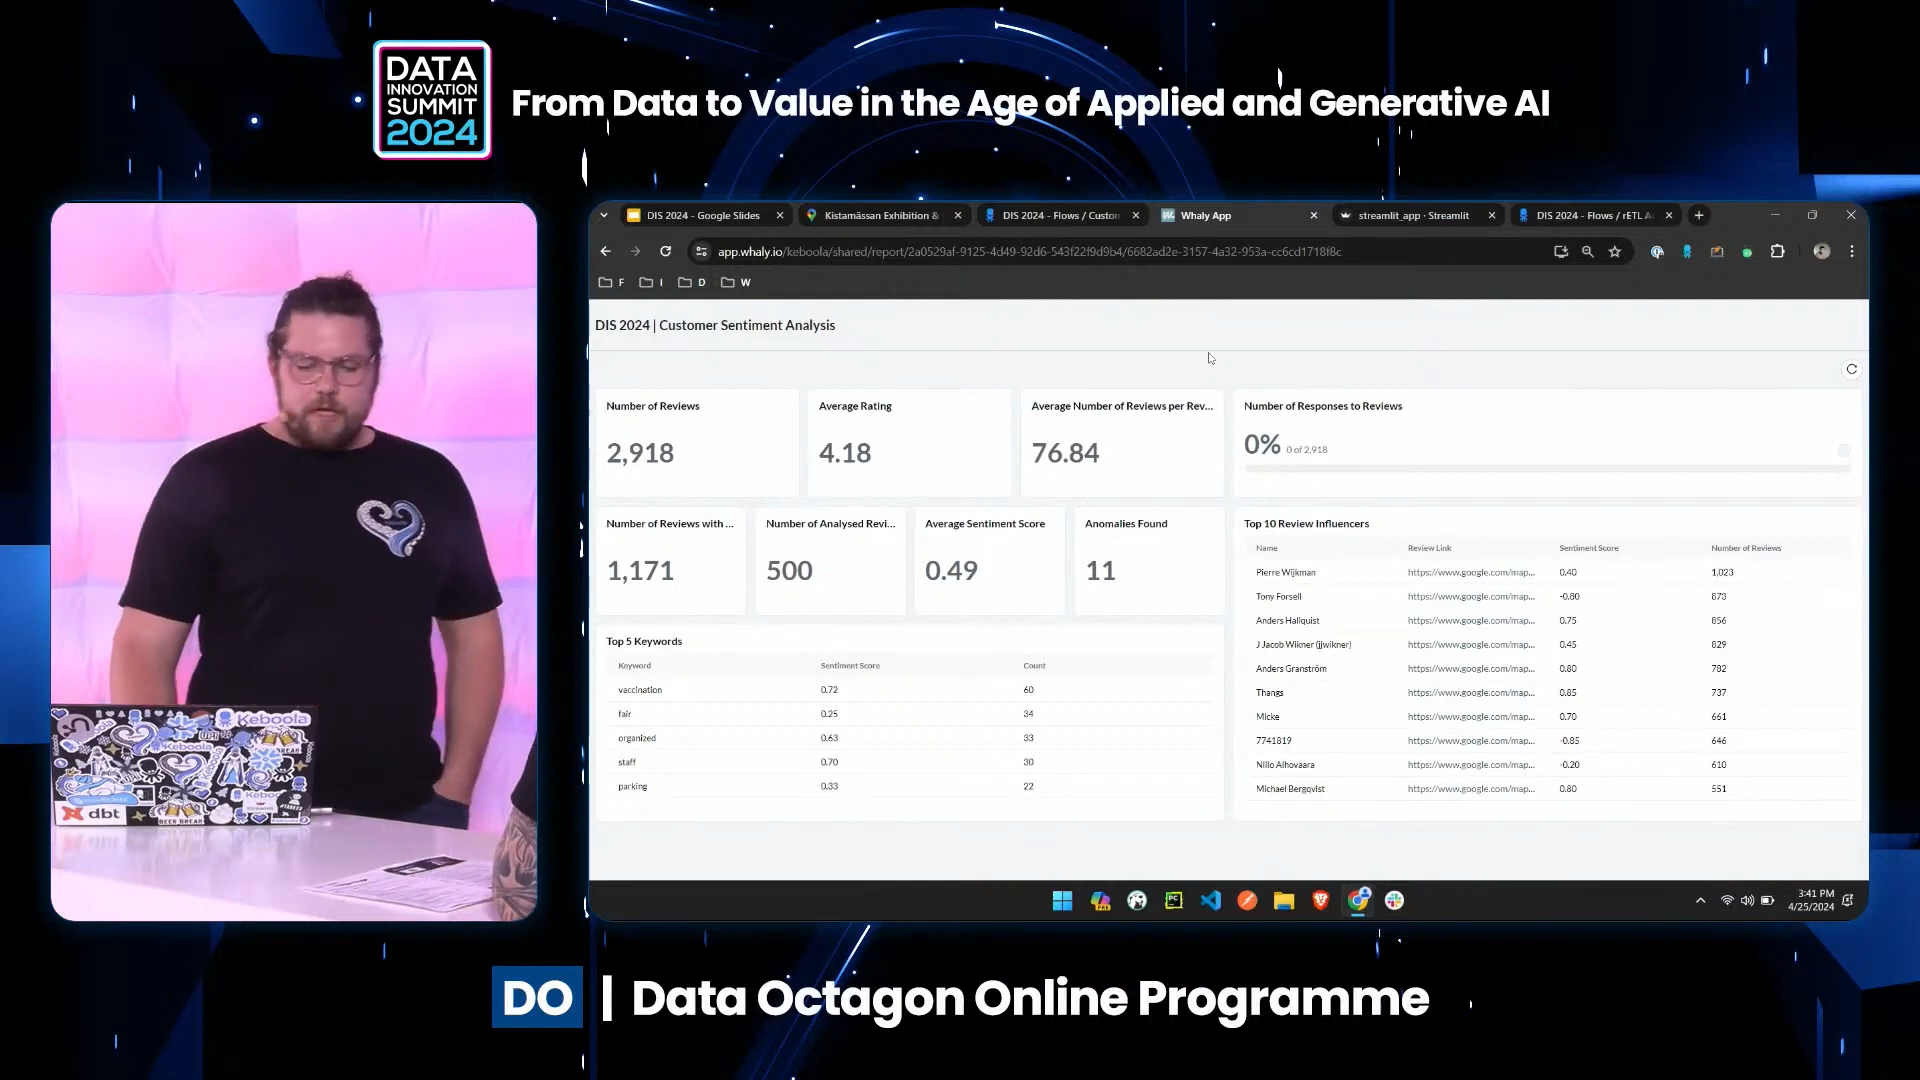 DATA
INNOVATION
SUMMIT
2024
From Data to Value in the Age of Applied and Generative AI
DIS 2024 - Google Slides
Kistamässan Exhibition &
DIS 2024 - Flows / Custon
Whaly App
streamlit_app · Streamlit
DIS 2024 - Flows / rETL A
app.whaly.io/keboola/shared/report/2a0529af-9125-4d49-92d6-543f22f9d9b4/6682ad2e-3157-4a32-953a-cc6cd1718f8c
F I D W
DIS 2024 | Customer Sentiment Analysis
Number of Reviews
2,918
Average Rating
4.18
Average Number of Reviews per Rev...
76.84
Number of Responses to Reviews
0% 0 of 2,918
Number of Reviews with ...
1,171
Number of Analysed Revi...
500
Average Sentiment Score
0.49
Anomalies Found
11
Top 5 Keywords
Keyword Sentiment Score Count
vaccination 0.72 60
fair 0.25 34
organized 0.63 33
staff 0.70 30
parking 0.33 22
Top 10 Review Influencers
Name Review Link Sentiment Score Number of Reviews
Pierre Wijkman https://www.google.com/map... 0.40 1,023
Tony Forsell https://www.google.com/map... -0.80 873
Anders Hallquist https://www.google.com/map... 0.75 856
J Jacob Wikner (jjwikner) https://www.google.com/map... 0.45 829
Anders Granström https://www.google.com/map... 0.80 782
Thangs https://www.google.com/map... 0.85 737
Micke https://www.google.com/map... 0.70 661
7741819 https://www.google.com/map... -0.85 646
Niilo Alhovaara https://www.google.com/map... -0.20 610
Michael Bergqvist https://www.google.com/map... 0.80 551
3:41 PM
4/25/2024
Keboola
Keboola
dbt
BEER BREAK
DO | Data Octagon Online Programme